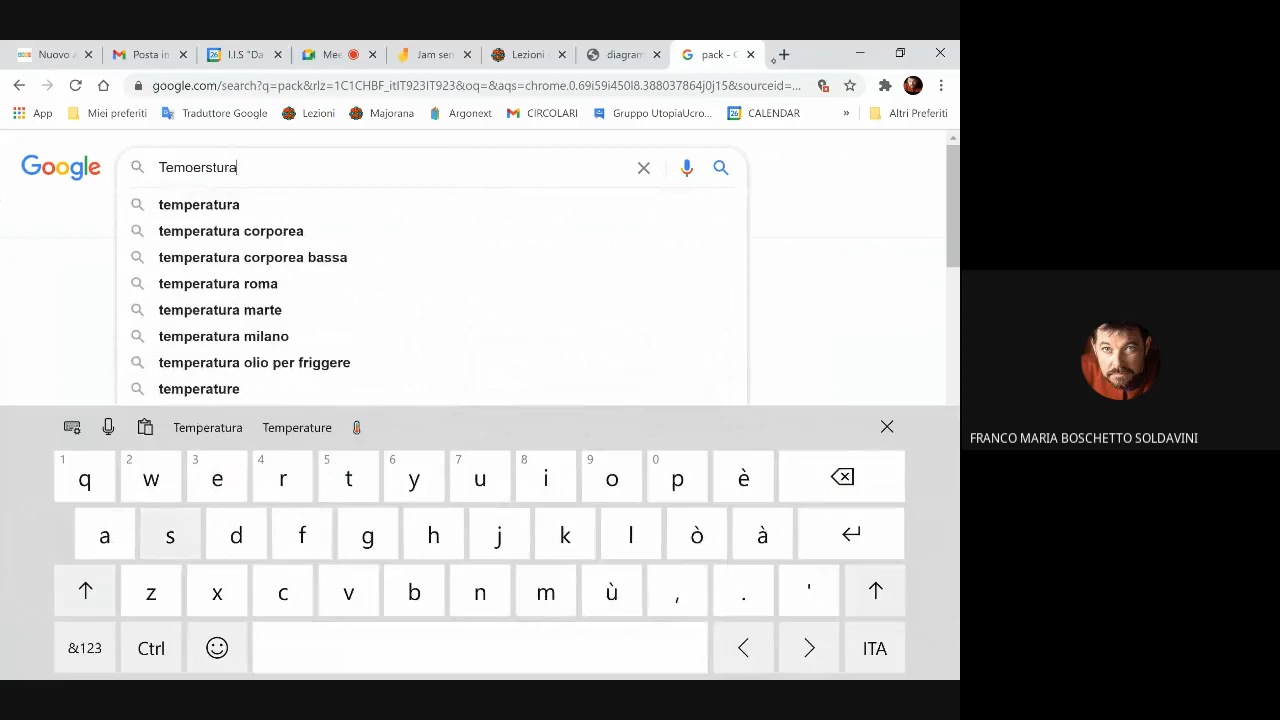 Nuovo A
Posta in
I.I.S "Da
Mee
Jam sen
Lezioni
diagram
pack - C
google.com/search?q=pack&rlz=1C1CHBF_itIT923IT923&oq=&aqs=chrome.0.69i59i450l8.388037864j0j15&sourceid=...
App
Miei preferiti
Traduttore Google
Lezioni
Majorana
Argonext
CIRCOLARI
Gruppo UtopiaUcro...
CALENDAR
»
Altri Preferiti
Google
Temoerstura
temperatura
temperatura corporea
temperatura corporea bassa
temperatura roma
temperatura marte
temperatura milano
temperatura olio per friggere
temperature
Temperatura Temperature
1 2 3 4 5 6 7 8 9 0
q w e r t y u i o p è
a s d f g h j k l ò à
z x c v b n m ù , . '
&123 Ctrl ITA
FRANCO MARIA BOSCHETTO SOLDAVINI